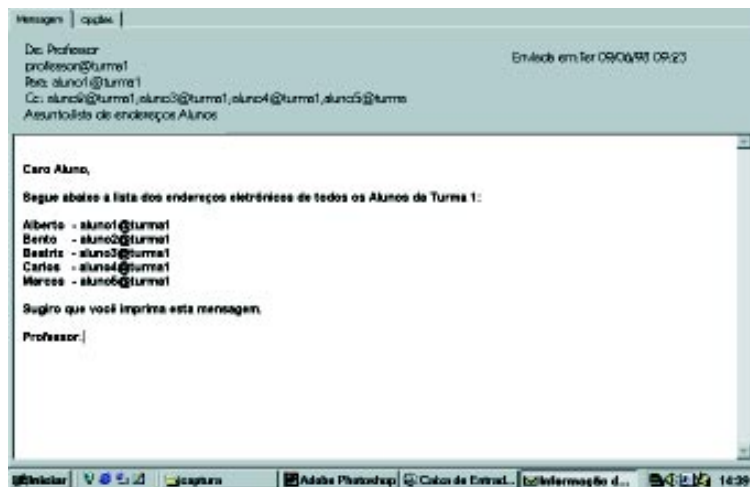 Mensagem opções
De: Professor
professor@turma1
Enviado em:Ter 09/06/98 09:23
Para: aluno1@turma1
Cc: aluno2@turma1;aluno3@turma1;aluno4@turma1;aluno5@turma
Assunto:lista de endereços Alunos
Caro Aluno,
Segue abaixo a lista dos endereços eletrônicos de todos os Alunos da Turma 1:
Alberto - aluno1@turma1
Bento - aluno2@turma1
Beatriz - aluno3@turma1
Carlos - aluno4@turma1
Marcos - aluno5@turma1
Sugiro que você imprima esta mensagem.
Professor.
Iniciar captura Adobe Photoshop Caixa de Entrad... Informação d... 14:39